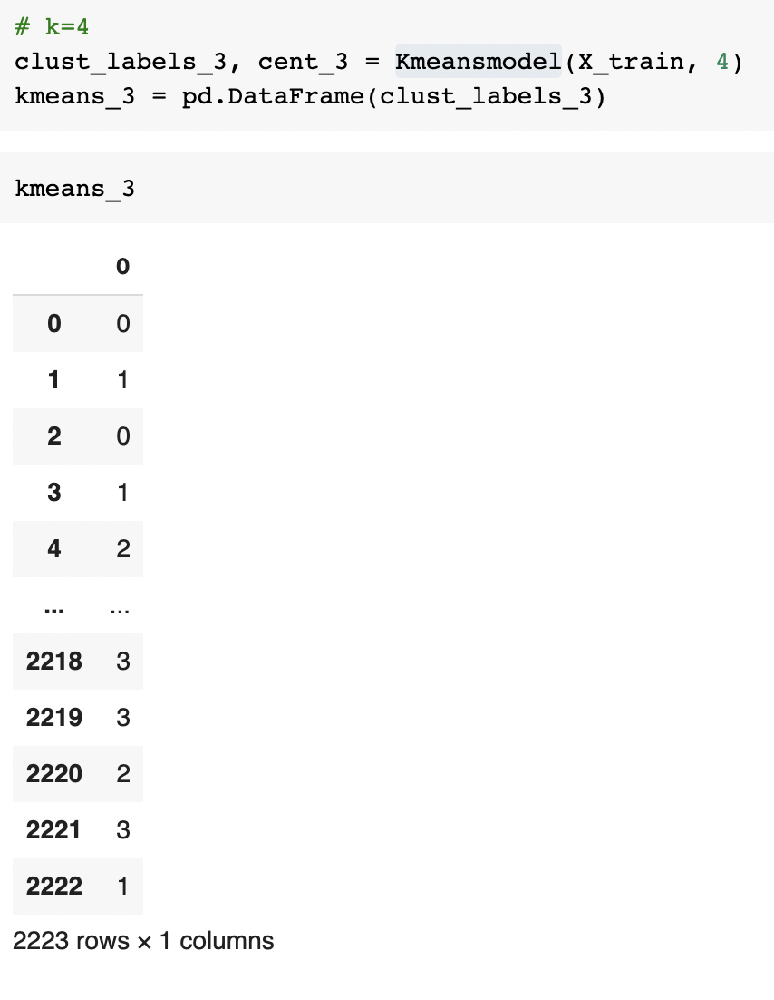 # k=4
clust_labels_3, cent_3 = Kmeansmodel(X_train, 4)
kmeans_3 = pd.DataFrame(clust_labels_3)
kmeans_3
0
0 0
1 1
2 0
3 1
4 2
... ...
2218 3
2219 3
2220 2
2221 3
2222 1
2223 rows × 1 columns